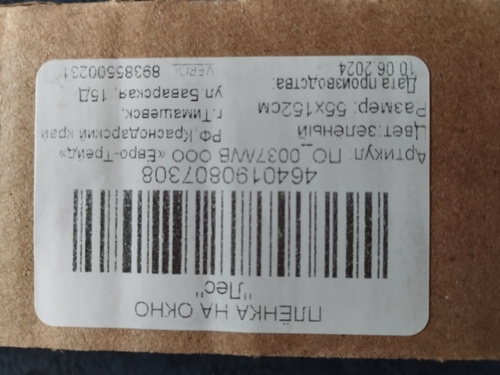 ПЛЁНКА НА ОКНО
"Лес"
4640190807308
Артикул: ПО_0037/WB ООО «Евро-Трейд»
Цвет:зеленый РФ,Краснодарский край
Размер: 55х152см г.Тимашевск,
Дата производства: ул.Баварская, 15Д
10.06.2024 89385500231